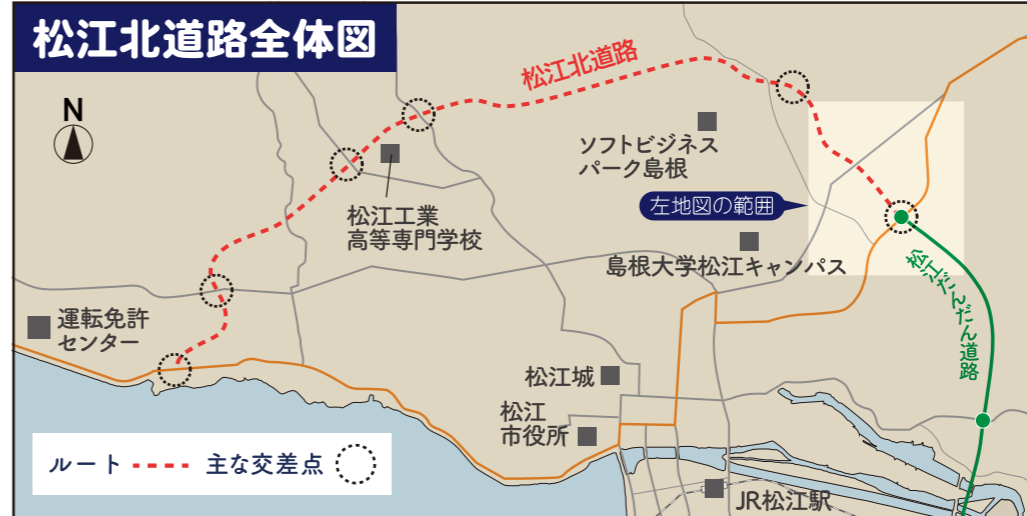 松江北道路全体図
N
松江北道路
ソフトビジネス
パーク島根
左地図の範囲
松江工業
高等専門学校
島根大学松江キャンパス
松江だんだん道路
運転免許
センター
松江城
松江
市役所
ルート
主な交差点
JR松江駅